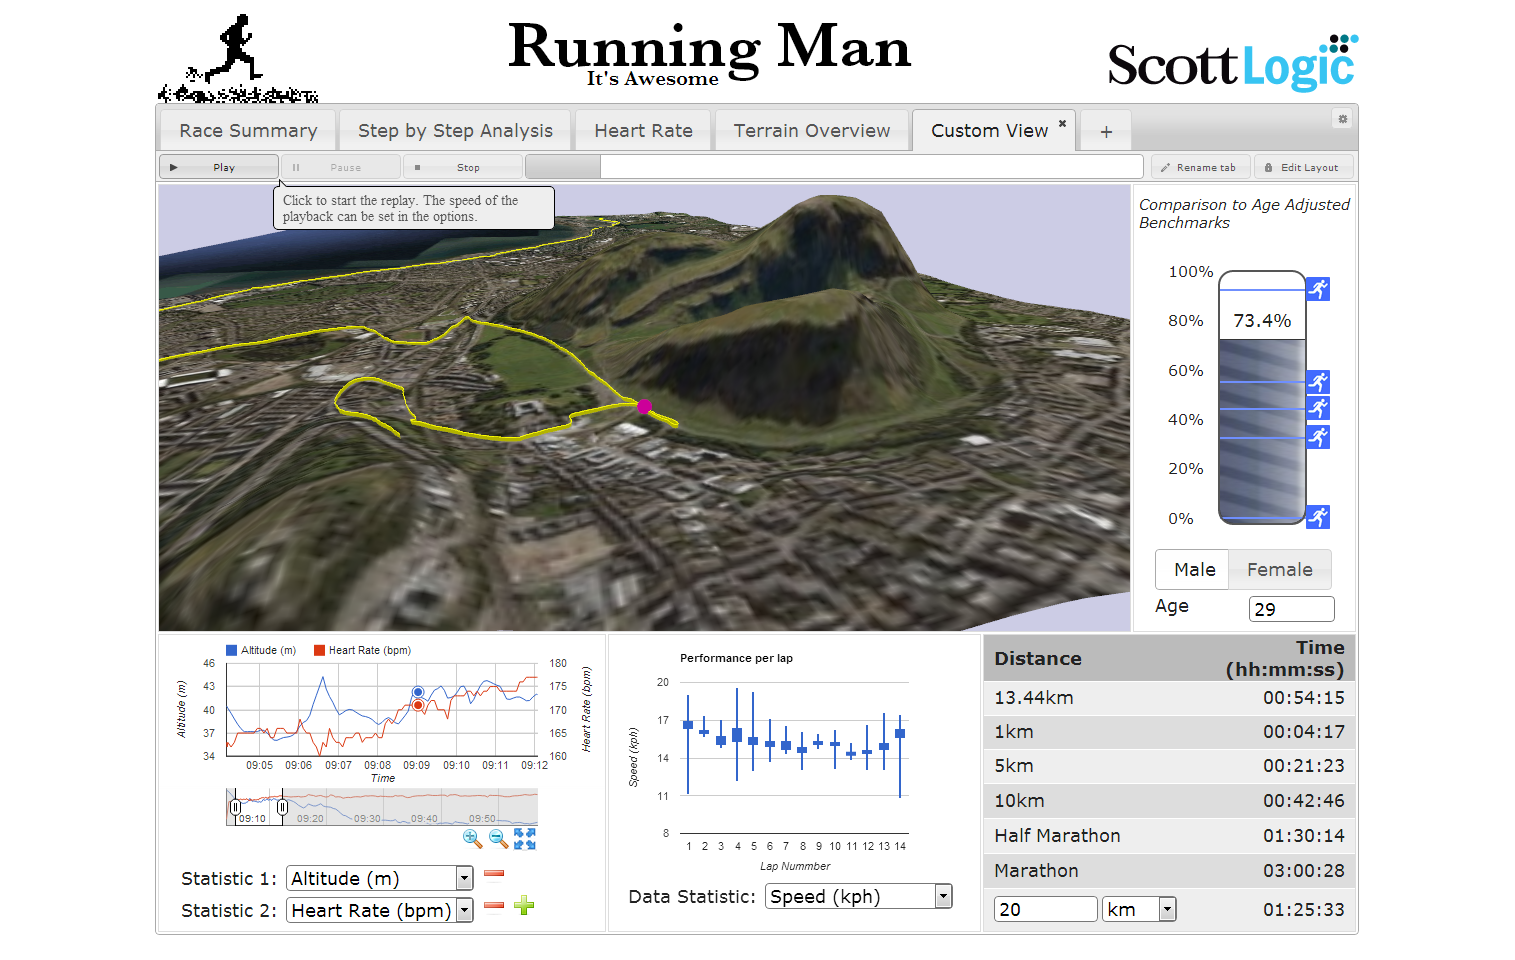 Running Man
It's Awesome
ScottLogic
Race Summary
Step by Step Analysis
Heart Rate
Terrain Overview
Custom View
+
Play
Pause
Stop
Rename tab
Edit Layout
Click to start the replay. The speed of the
playback can be set in the options.
Comparison to Age Adjusted
Benchmarks
100%
80%
60%
40%
20%
0%
73.4%
Male
Female
Age
29
Altitude (m)
Heart Rate (bpm)
46
43
40
37
34
Altitude (m)
180
175
170
165
160
Heart Rate (bpm)
09:05 09:06 09:07 09:08 09:09 09:10 09:11 09:12
Time
09:10 09:20 09:30 09:40 09:50
Statistic 1: Altitude (m)
Statistic 2: Heart Rate (bpm)
Performance per lap
20
17
14
11
8
Speed (kph)
1 2 3 4 5 6 7 8 9 10 11 12 13 14
Lap Nummber
Data Statistic: Speed (kph)
Distance
Time
(hh:mm:ss)
13.44km 00:54:15
1km 00:04:17
5km 00:21:23
10km 00:42:46
Half Marathon 01:30:14
Marathon 03:00:28
20 km 01:25:33